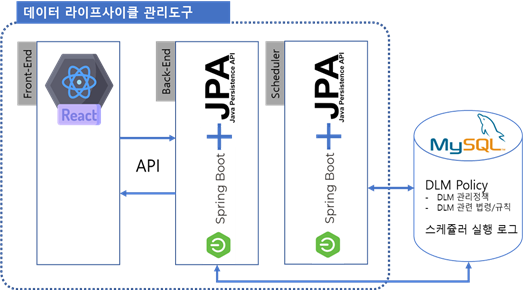 데이터 라이프사이클 관리도구
Front-End
React
API
Back-End
Spring Boot
JPA
Java Persistence API
Scheduler
Spring Boot
JPA
Java Persistence API
MySQL
DLM Policy
- DLM 관리정책
- DLM 관련 법령/규칙
스케쥴러 실행 로그